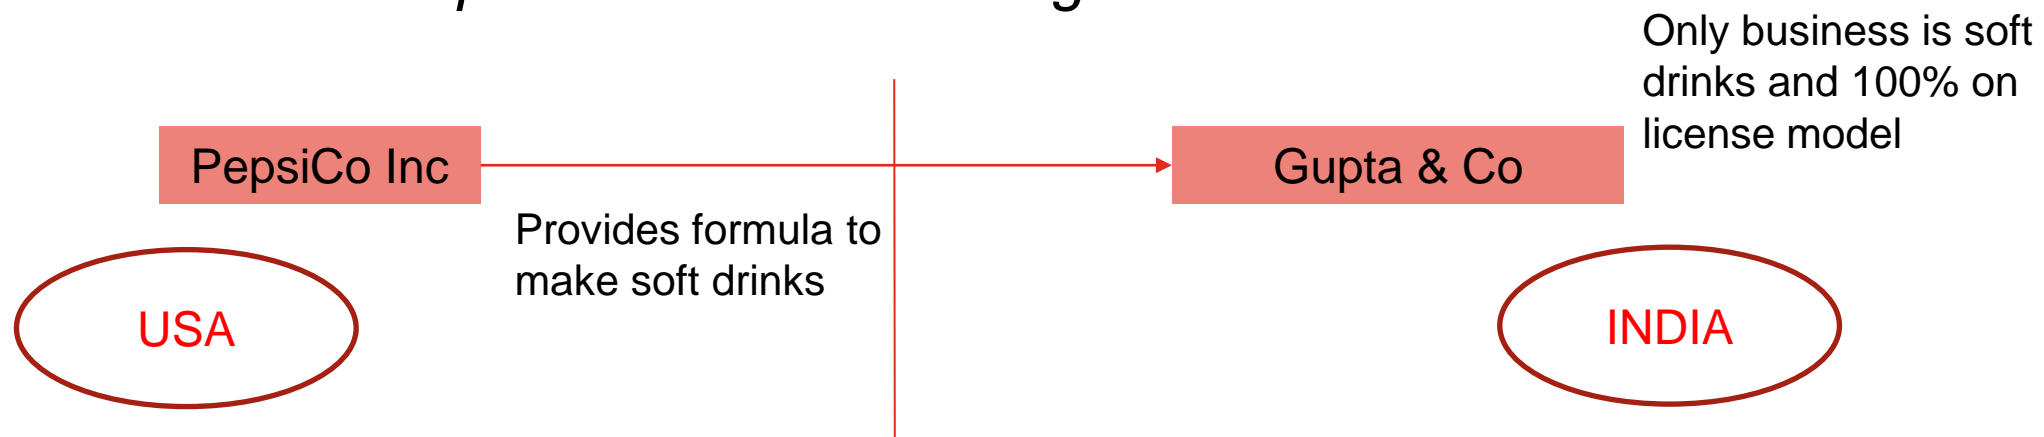 Only business is soft
drinks and 100% on
license model
PepsiCo Inc
Gupta & Co
Provides formula to
make soft drinks
USA
INDIA